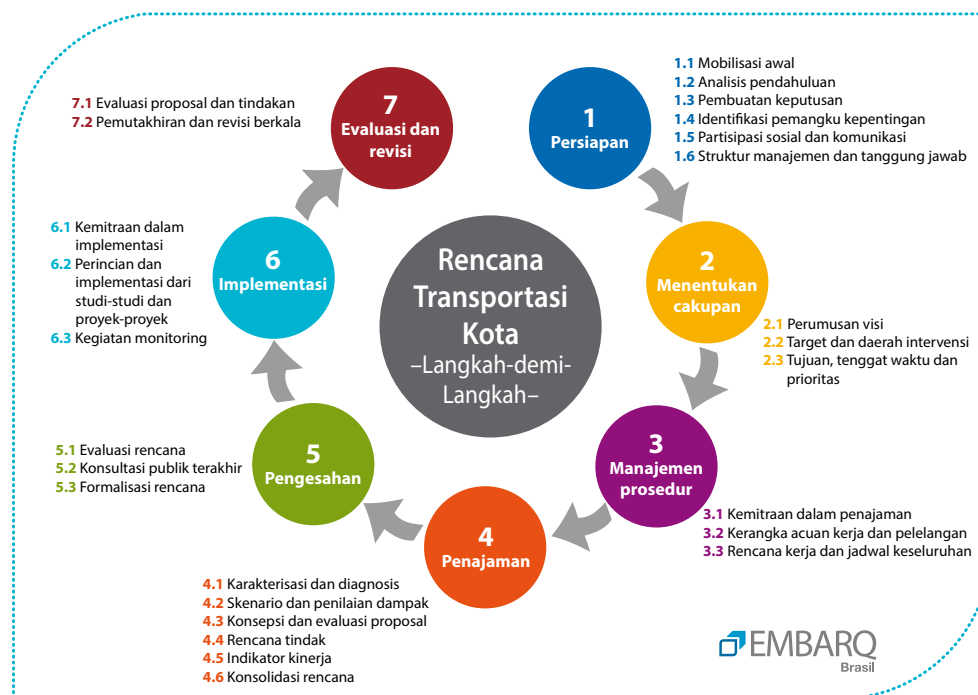 Rencana
Transportasi
Kota
–Langkah-demi-
Langkah–
1
Persiapan
1.1 Mobilisasi awal
1.2 Analisis pendahuluan
1.3 Pembuatan keputusan
1.4 Identifikasi pemangku kepentingan
1.5 Partisipasi sosial dan komunikasi
1.6 Struktur manajemen dan tanggung jawab
2
Menentukan
cakupan
2.1 Perumusan visi
2.2 Target dan daerah intervensi
2.3 Tujuan, tenggat waktu dan
prioritas
3
Manajemen
prosedur
3.1 Kemitraan dalam penajaman
3.2 Kerangka acuan kerja dan pelelangan
3.3 Rencana kerja dan jadwal keseluruhan
4
Penajaman
4.1 Karakterisasi dan diagnosis
4.2 Skenario dan penilaian dampak
4.3 Konsepsi dan evaluasi proposal
4.4 Rencana tindak
4.5 Indikator kinerja
4.6 Konsolidasi rencana
5
Pengesahan
5.1 Evaluasi rencana
5.2 Konsultasi publik terakhir
5.3 Formalisasi rencana
6
Implementasi
6.1 Kemitraan dalam
implementasi
6.2 Perincian dan
implementasi dari
studi-studi dan
proyek-proyek
6.3 Kegiatan monitoring
7
Evaluasi dan
revisi
7.1 Evaluasi proposal dan tindakan
7.2 Pemutakhiran dan revisi berkala
EMBARQ
Brasil